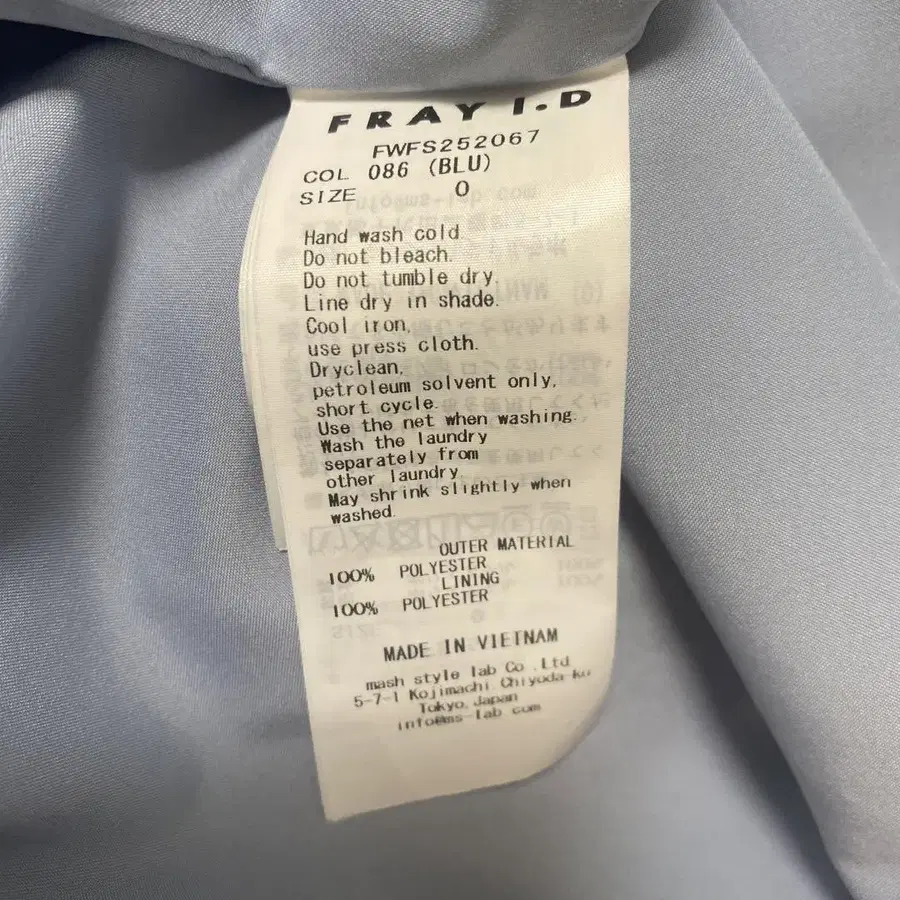 FRAY I.D
FWFS252067
COL 086 (BLU)
SIZE 0
Hand wash cold.
Do not bleach.
Do not tumble dry,
Line dry in shade.
Cool iron,
use press cloth.
Dryclean,
petroleum solvent only,
short cycle.
Use the net when washing.
Wash the laundry
separately from
other laundry.
May shrink slightly when
washed.
OUTER MATERIAL
100% POLYESTER
LINING
100% POLYESTER
MADE IN VIETNAM
mash style lab Co.,Ltd
5-7-1 Kojimachi Chiyoda-ku
Tokyo, Japan
info@ms-lab com